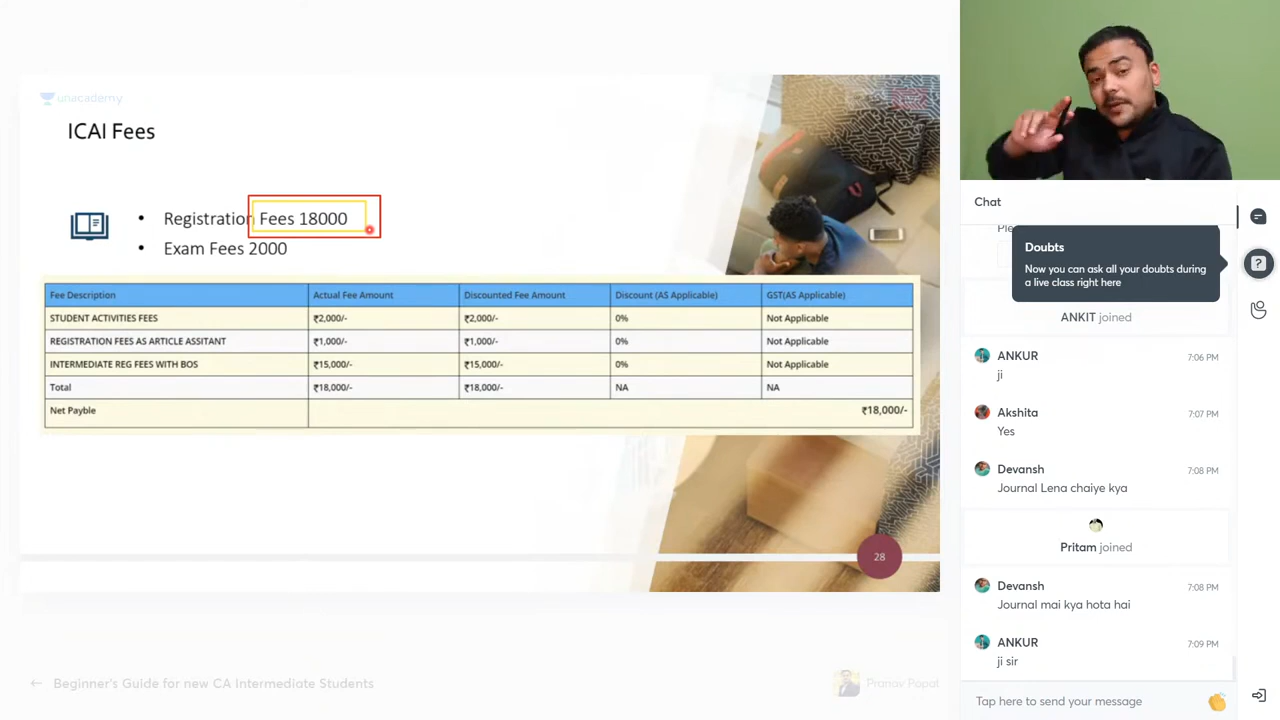 unacademy
ICAI Fees
• Registration Fees 18000
• Exam Fees 2000
Fee Description Actual Fee Amount Discounted Fee Amount Discount (AS Applicable) GST(AS Applicable)
STUDENT ACTIVITIES FEES ₹2,000/- ₹2,000/- 0% Not Applicable
REGISTRATION FEES AS ARTICLE ASSITANT ₹1,000/- ₹1,000/- 0% Not Applicable
INTERMEDIATE REG FEES WITH BOS ₹15,000/- ₹15,000/- 0% Not Applicable
Total ₹18,000/- ₹18,000/- NA NA
Net Payble ₹18,000/-
28
← Beginner's Guide for new CA Intermediate Students
Pranav Popat
Chat
Doubts
Now you can ask all your doubts during
a live class right here
ANKIT joined
ANKUR 7:06 PM
ji
Akshita 7:07 PM
Yes
Devansh 7:08 PM
Journal Lena chaiye kya
Pritam joined
Devansh 7:08 PM
Journal mai kya hota hai
ANKUR 7:09 PM
ji sir
Tap here to send your message